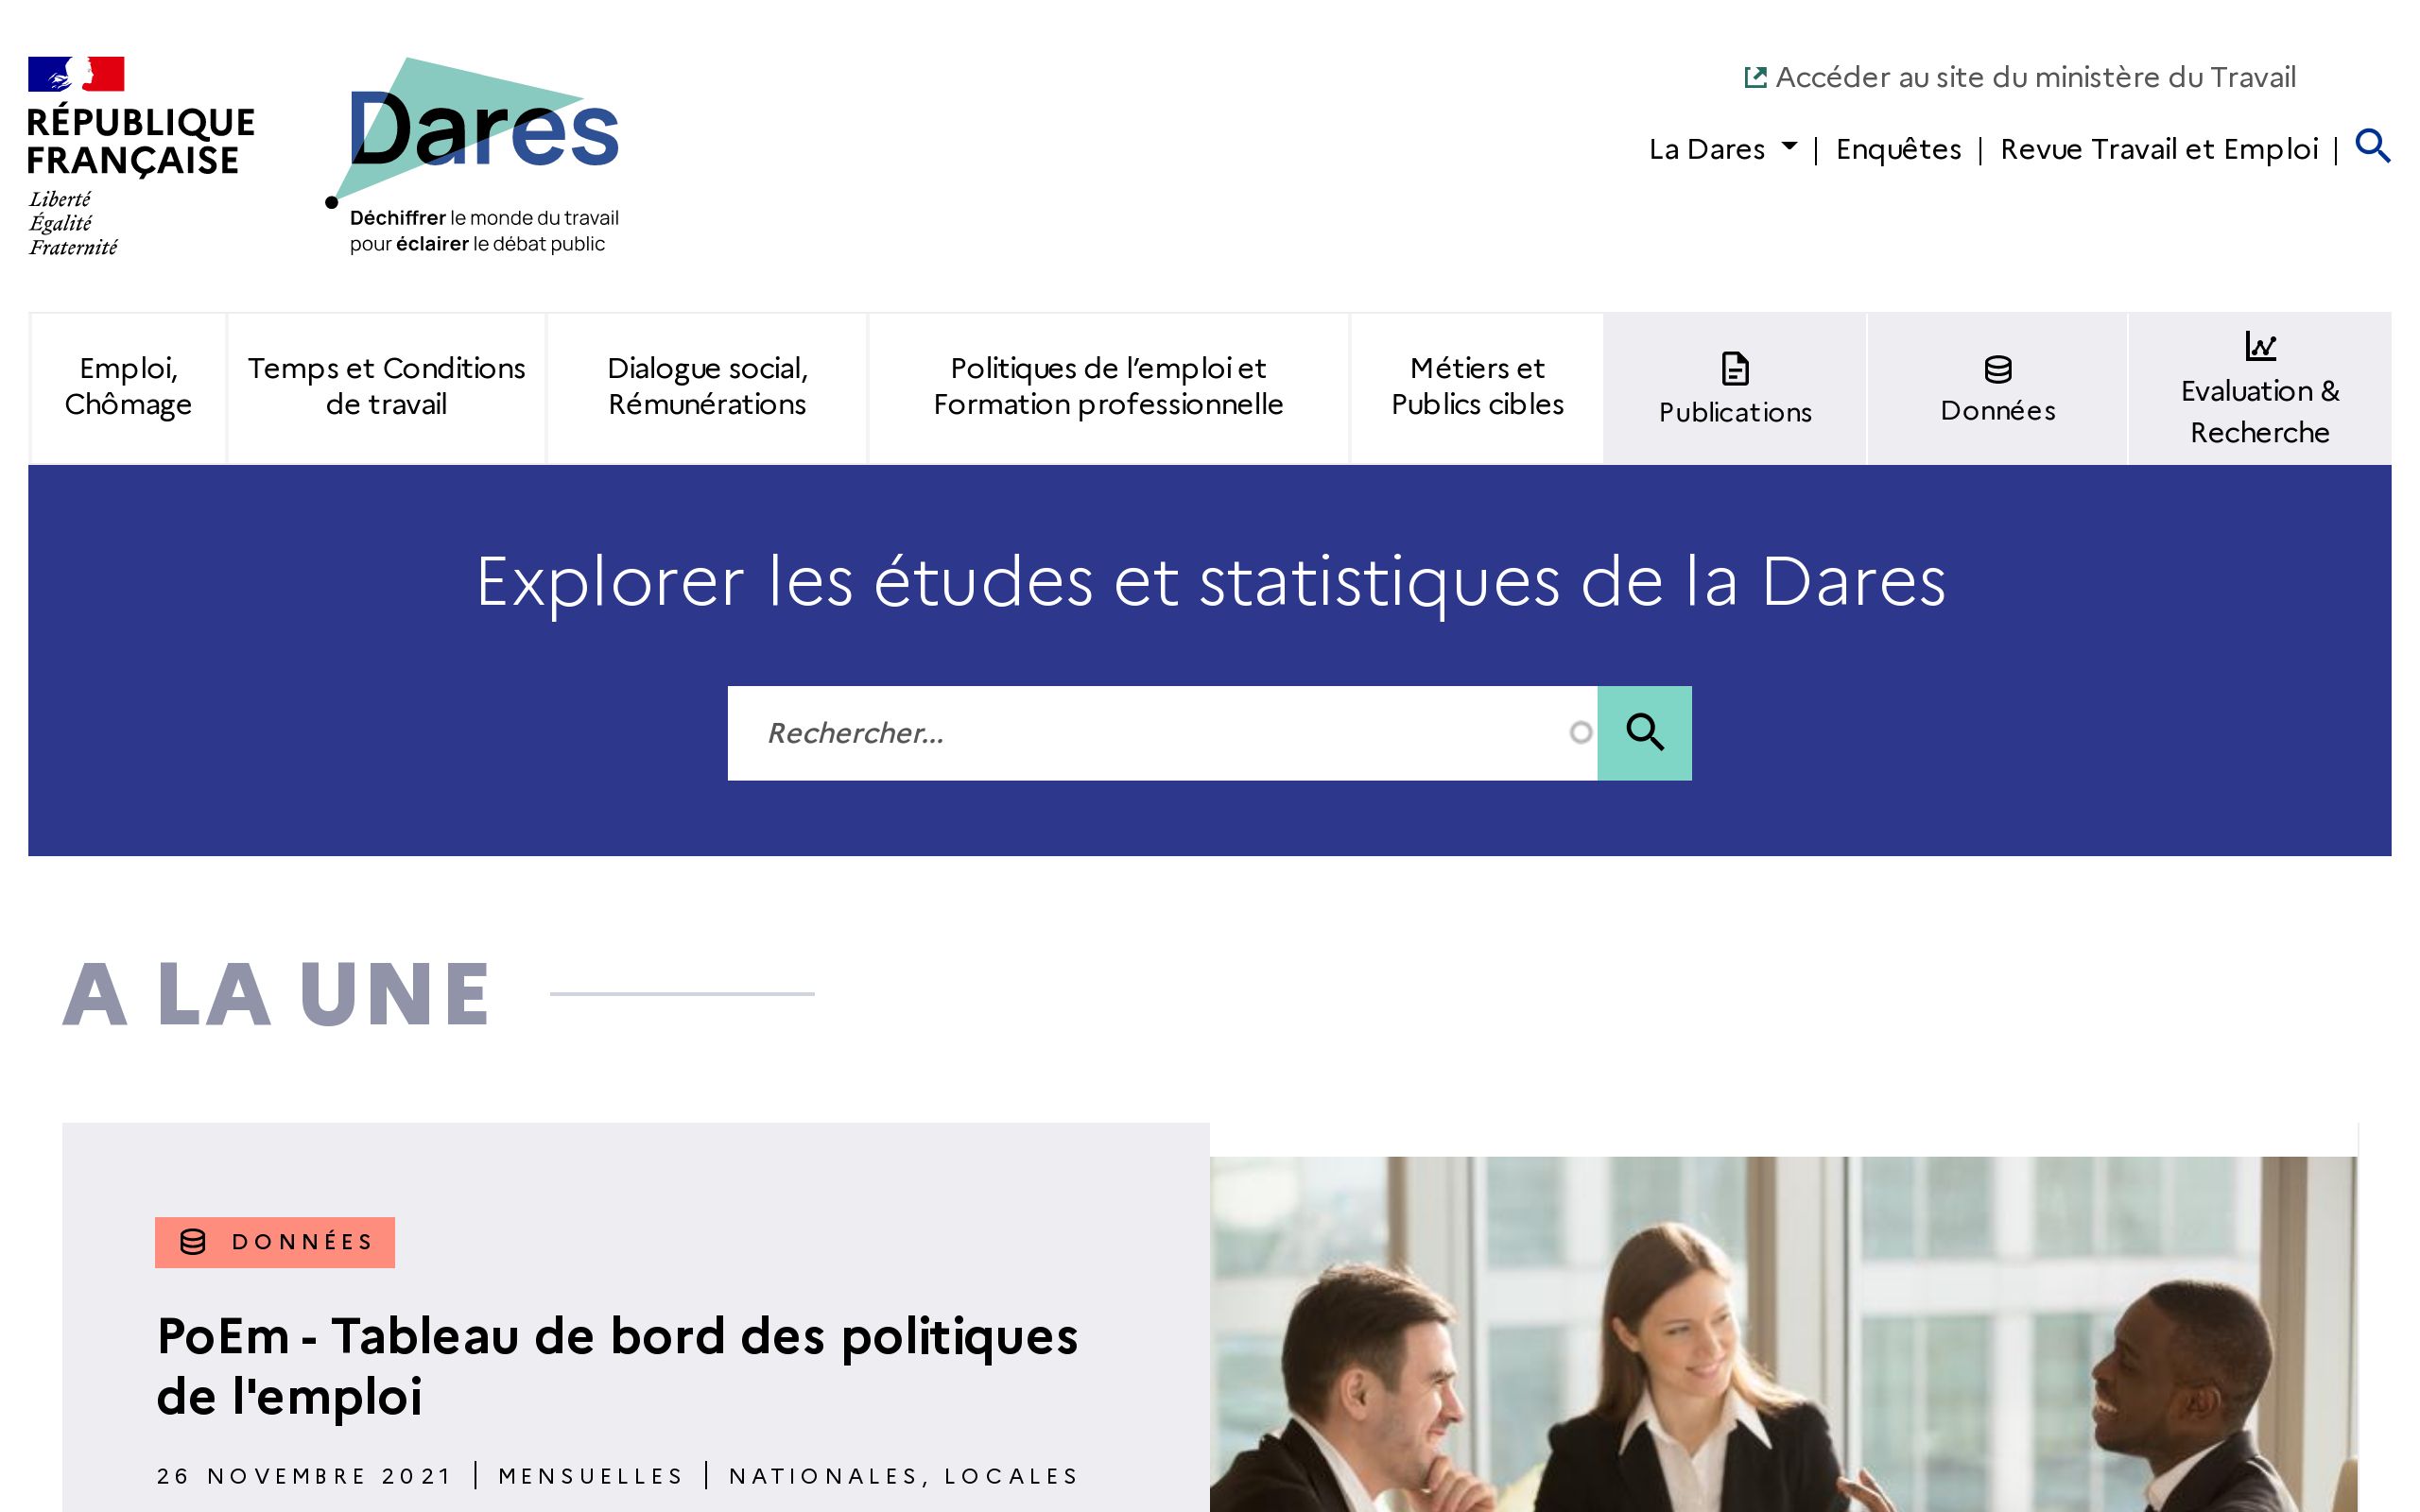 RÉPUBLIQUE
FRANÇAISE
Liberté
Égalité
Fraternité
Dares
Déchiffrer le monde du travail
pour éclairer le débat public
Accéder au site du ministère du Travail
La Dares | Enquêtes | Revue Travail et Emploi |
Emploi,
Chômage
Temps et Conditions
de travail
Dialogue social,
Rémunérations
Politiques de l’emploi et
Formation professionnelle
Métiers et
Publics cibles
Publications
Données
Evaluation &
Recherche
Explorer les études et statistiques de la Dares
Rechercher...
A LA UNE
DONNÉES
PoEm - Tableau de bord des politiques
de l'emploi
26 NOVEMBRE 2021 | MENSUELLES | NATIONALES, LOCALES